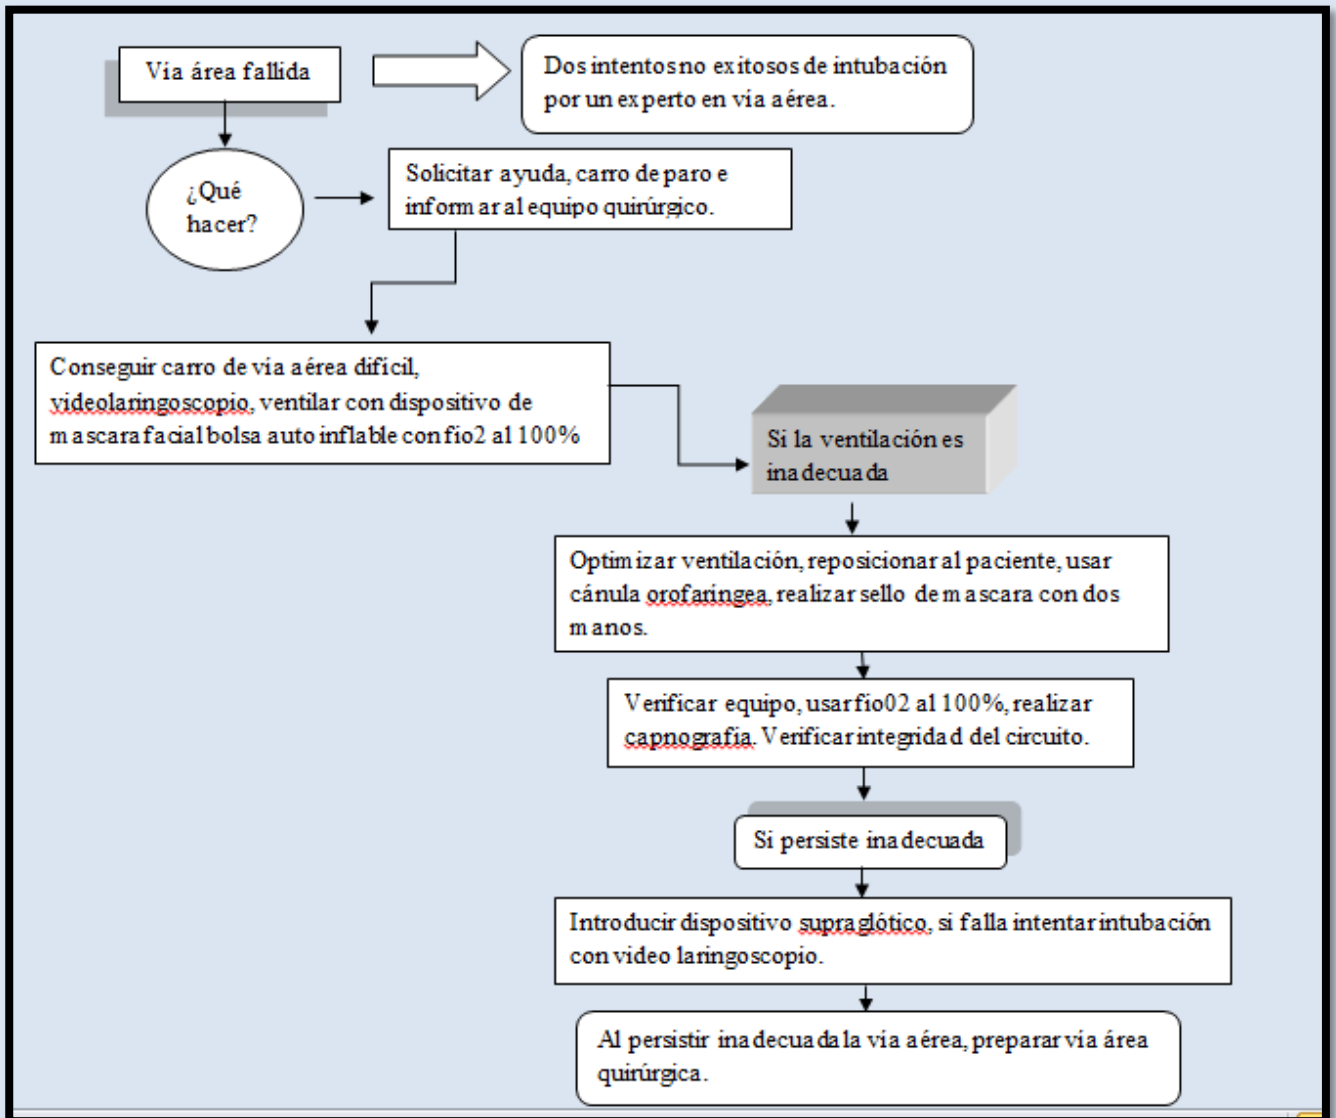 Vía área fallida
Dos intentos no exitosos de intubación
por un experto en vía aérea.
¿Qué
hacer?
Solicitar ayuda, carro de paro e
informar al equipo quirúrgico.
Conseguir carro de vía aérea difícil,
videolaringoscopio, ventilar con dispositivo de
mascara facial bolsa auto inflable con fio2 al 100%
Si la ventilación es
inadecuada
Optimizar ventilación, reposicionar al paciente, usar
cánula orofaríngea, realizar sello de mascara con dos
manos.
Verificar equipo, usar fio02 al 100%, realizar
capnografía. Verificar integridad del circuito.
Si persiste inadecuada
Introducir dispositivo supraglótico, si falla intentar intubación
con video laringoscopio.
Al persistir inadecuada la vía aérea, preparar vía área
quirúrgica.